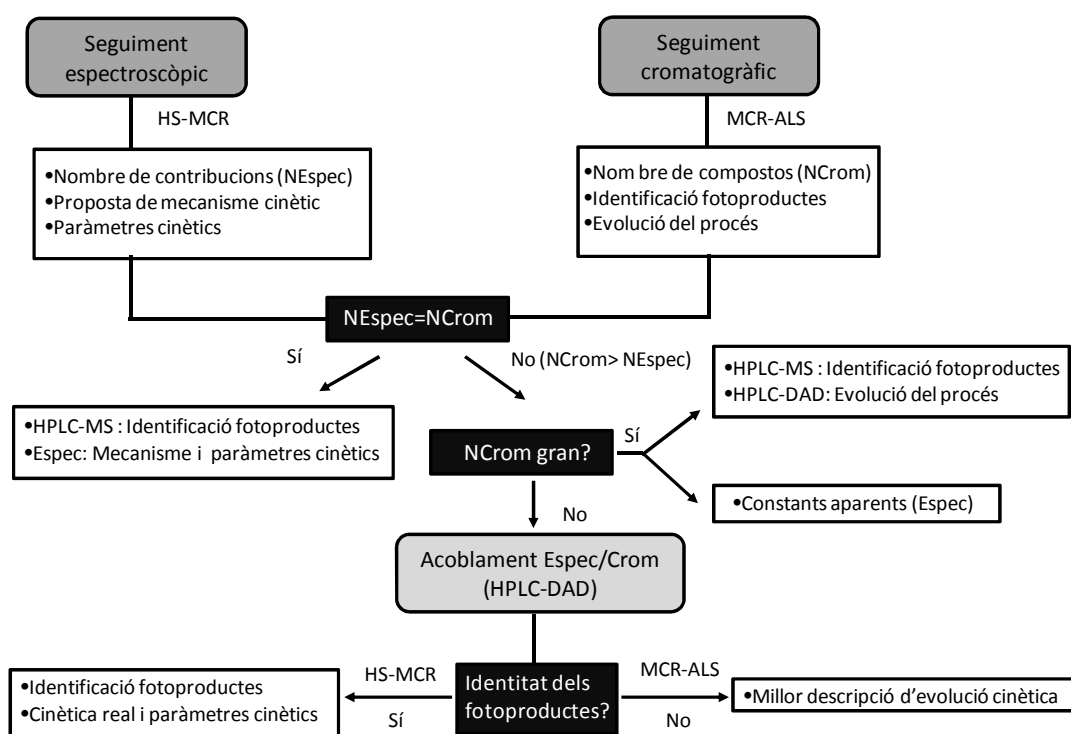 Seguiment
espectroscòpic
Seguiment
cromatogràfic
HS-MCR
MCR-ALS
•Nombre de contribucions (NEspec)
•Proposta de mecanisme cinètic
•Paràmetres cinètics
•Nom bre de compostos (NCrom)
•Identificació fotoproductes
•Evolució del procés
NEspec=NCrom
Sí
No (NCrom> NEspec)
•HPLC-MS : Identificació fotoproductes
•HPLC-DAD: Evolució del procés
•HPLC-MS : Identificació fotoproductes
•Espec: Mecanisme i paràmetres cinètics
NCrom gran?
Sí
•Constants aparents (Espec)
No
Acoblament Espec/Crom
(HPLC-DAD)
HS-MCR
Sí
Identitat dels
fotoproductes?
MCR-ALS
No
•Identificació fotoproductes
•Cinètica real i paràmetres cinètics
•Millor descripció d'evolució cinètica